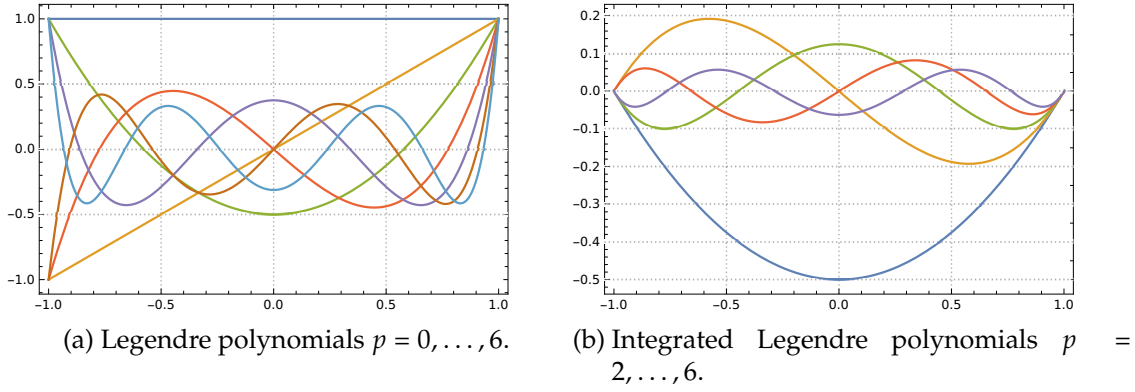 1.0
0.5
0.0
−0.5
−1.0
−1.0 −0.5 0.0 0.5 1.0
(a) Legendre polynomials p = 0, . . . , 6.
0.2
0.1
0.0
−0.1
−0.2
−0.3
−0.4
−0.5
−1.0 −0.5 0.0 0.5 1.0
(b) Integrated Legendre polynomials p =
2, . . . , 6.